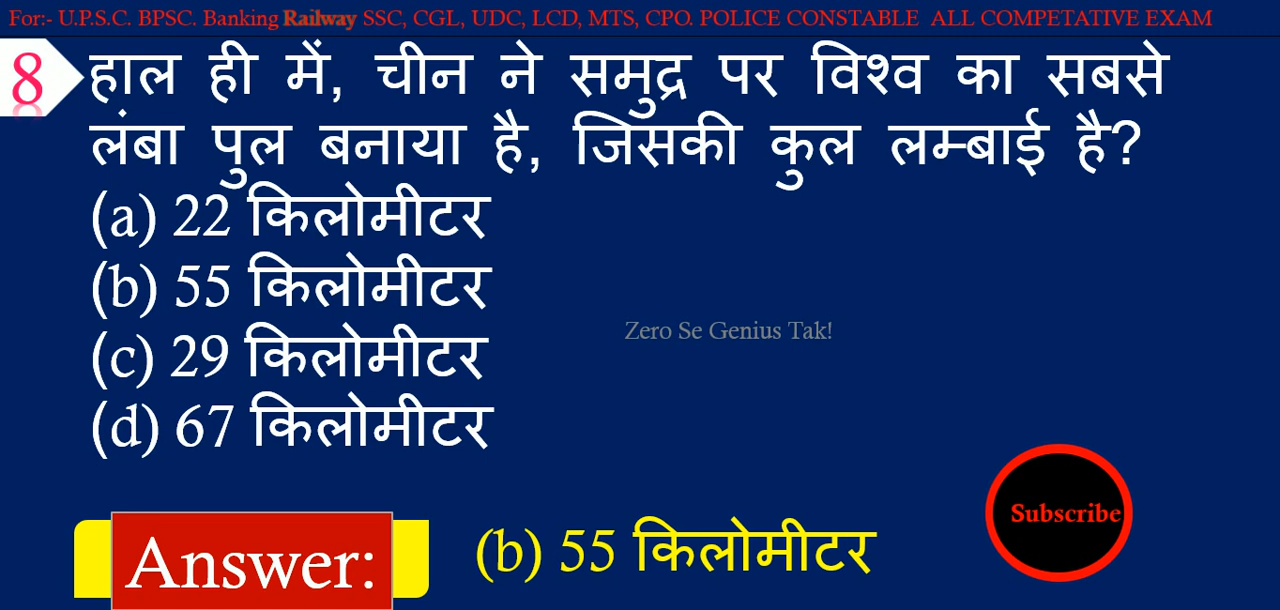 For:- U.P.S.C. BPSC. Banking Railway SSC, CGL, UDC, LCD, MTS, CPO. POLICE CONSTABLE ALL COMPETATIVE EXAM
8 हाल ही में, चीन ने समुद्र पर विश्व का सबसे
लंबा पुल बनाया है, जिसकी कुल लम्बाई है?
(a) 22 किलोमीटर
(b) 55 किलोमीटर
(c) 29 किलोमीटर
(d) 67 किलोमीटर
Zero Se Genius Tak!
Subscribe
Answer: (b) 55 किलोमीटर